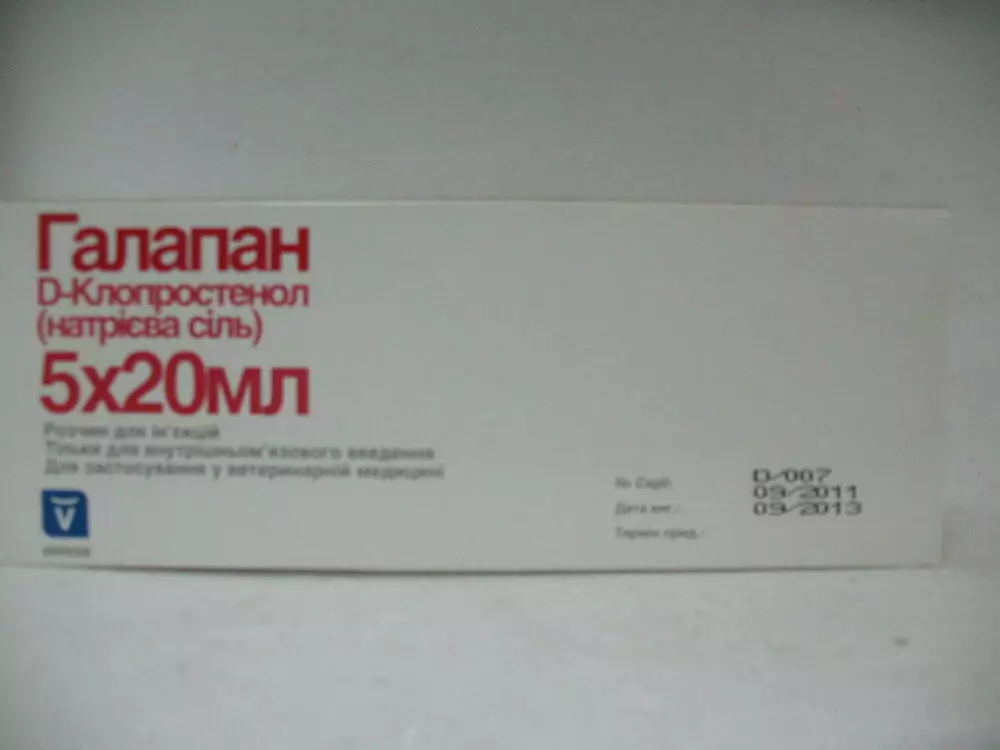 Галапан
D-Клопростенол
(натрієва сіль)
5x20мл
Розчин для ін'єкцій
Тільки для внутрішньом'язового введення
Для застосування у ветеринарній медицині
№ Серії:
D/007
Дата виг.:
09/2011
Термін прид.:
09/2013